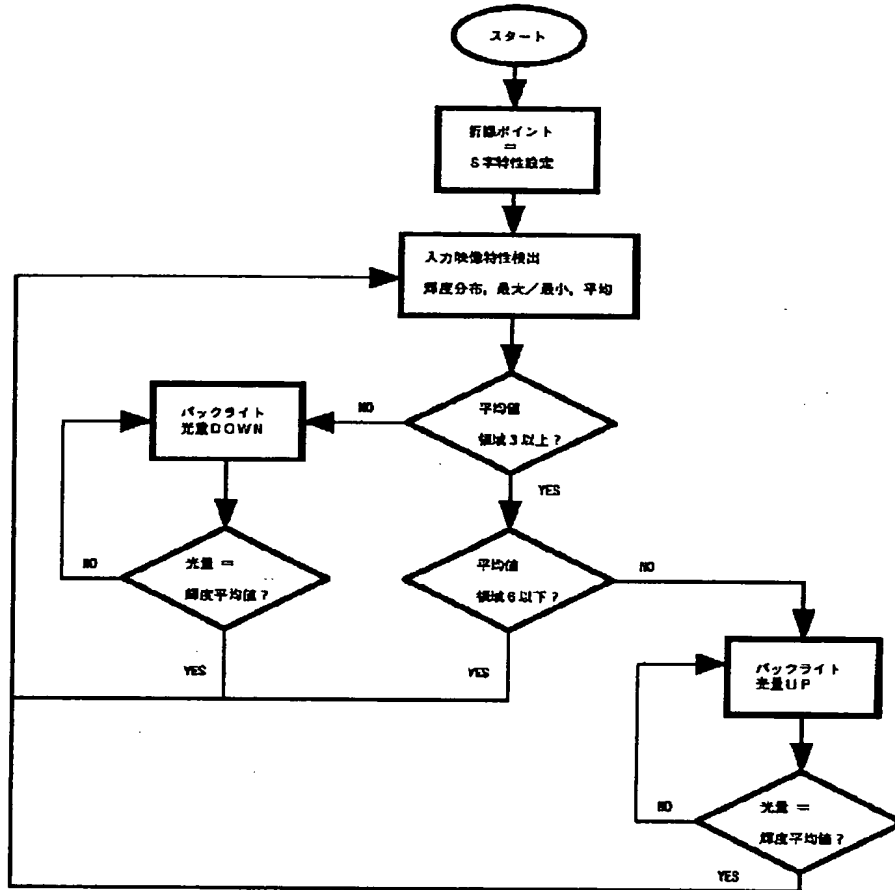 スタート
折線ポイント
＝
S字特性設定
入力映像特性検出
輝度分布，最大／最小，平均
平均値
領域3以上？
NO
YES
バックライト
光量DOWN
光量＝
輝度平均値？
NO
YES
平均値
領域6以下？
NO
YES
バックライト
光量UP
光量＝
輝度平均値？
NO
YES